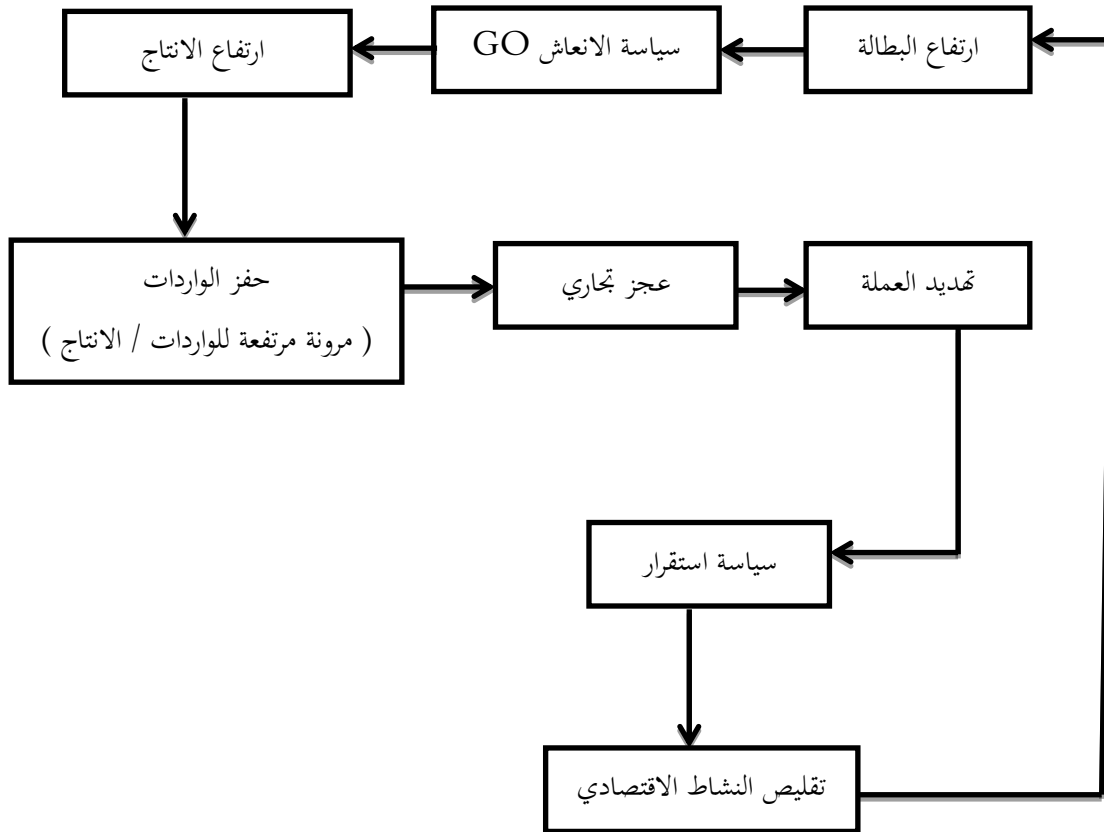 ارتفاع البطالة
سياسة الانعاش GO
ارتفاع الانتاج
حفز الواردات
( مرونة مرتفعة للواردات / الانتاج )
عجز تجاري
تهديد العملة
سياسة استقرار
تقليص النشاط الاقتصادي